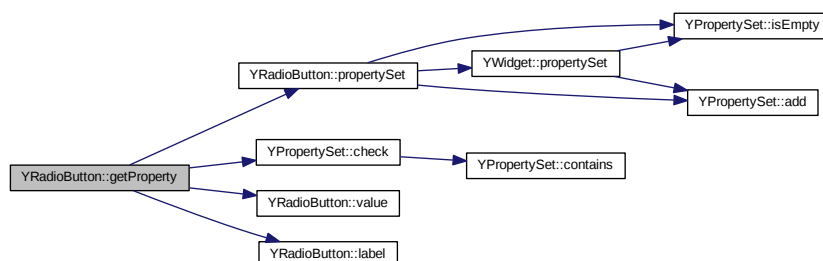 YPropertySet::isEmpty
YWidget::propertySet
YRadioButton::propertySet
YPropertySet::add
YPropertySet::check
YPropertySet::contains
YRadioButton::getProperty
YRadioButton::value
YRadioButton::label